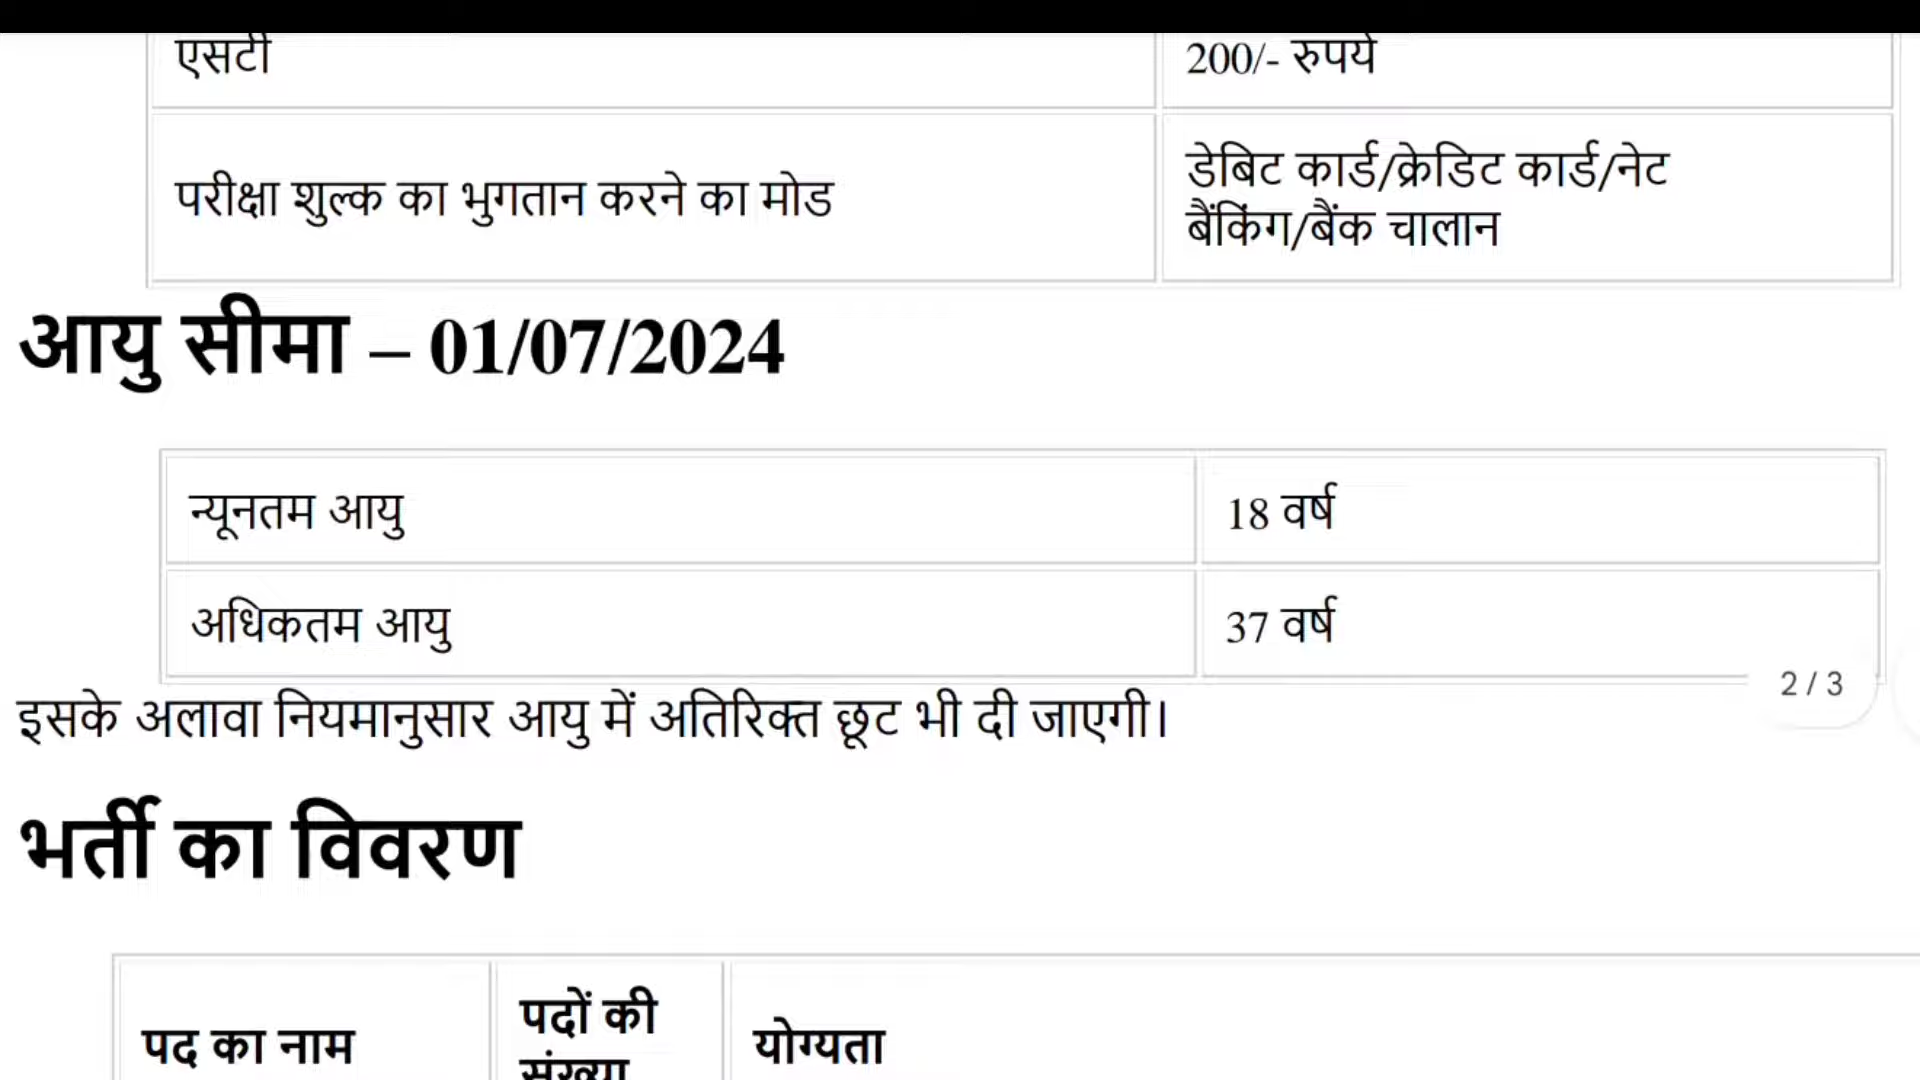 एसटी
200/- रुपये
परीक्षा शुल्क का भुगतान करने का मोड
डेबिट कार्ड/क्रेडिट कार्ड/नेट
बैंकिंग/बैंक चालान
आयु सीमा – 01/07/2024
न्यूनतम आयु
18 वर्ष
अधिकतम आयु
37 वर्ष
2 / 3
इसके अलावा नियमानुसार आयु में अतिरिक्त छूट भी दी जाएगी।
भर्ती का विवरण
पद का नाम
पदों की
संख्या
योग्यता